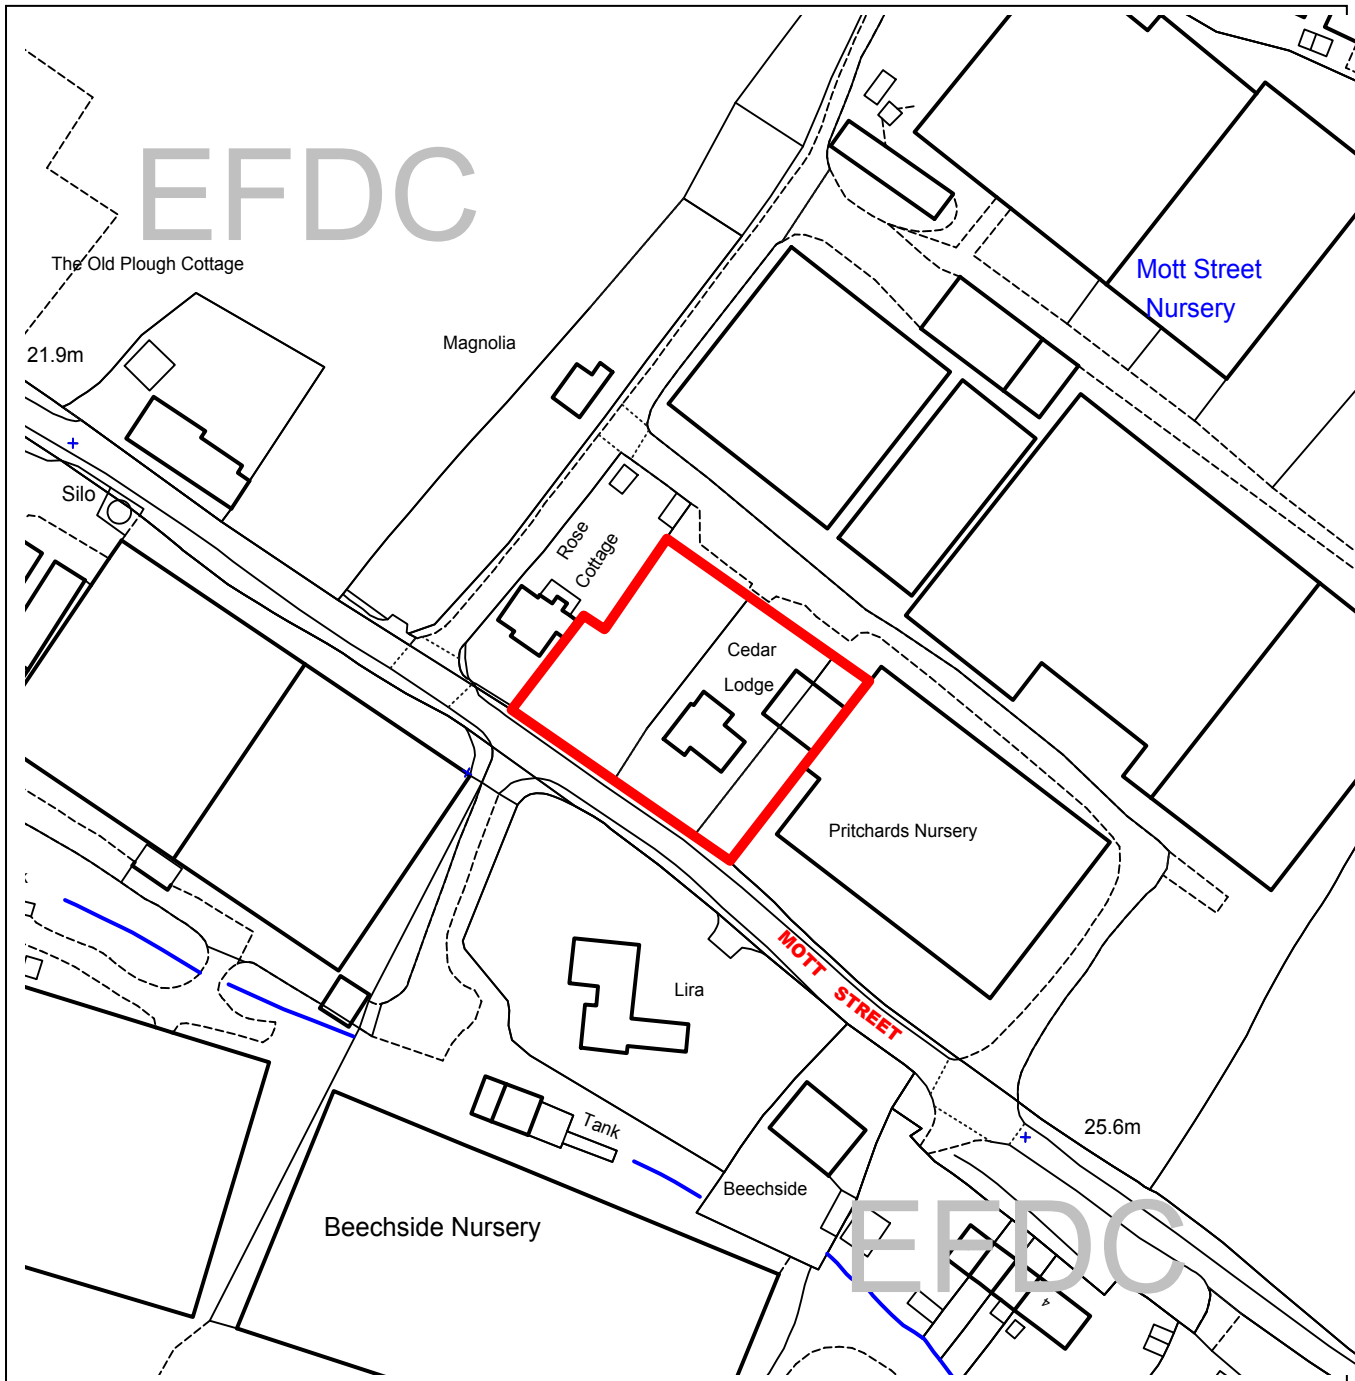 EFDC
The Old Plough Cottage
Mott Street
Nursery
Magnolia
21.9m
Silo
Rose
Cottage
Cedar
Lodge
Pritchards Nursery
MOTT STREET
Lira
Tank
25.6m
Beechside
Beechside Nursery
EFDC
4